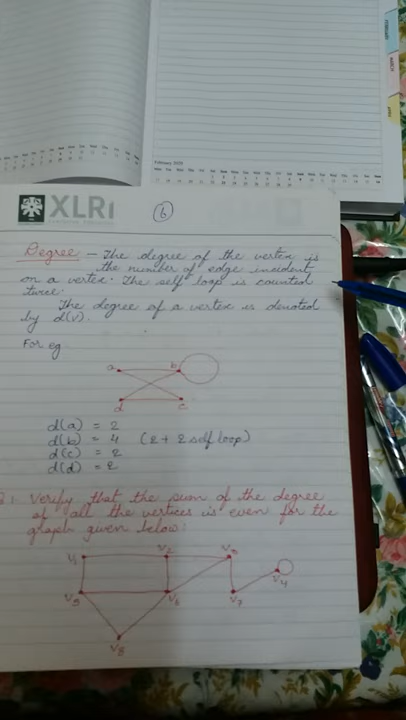 February 2020
XLRI
6
Degree - The degree of the vertex is
the number of edge incident
on a vertex. The self loop is counted
twice.
The degree of a vertex is denoted
by d(v).
For eg
a
b
d
c
d(a) = 2
d(b) = 4 (2 + 2 self loop)
d(c) = 2
d(d) = 2
Q1- Verify that the sum of the degree
of all the vertices is even for the
graph given below:
V1
V2
V3
V4
V5
V6
V7
V8